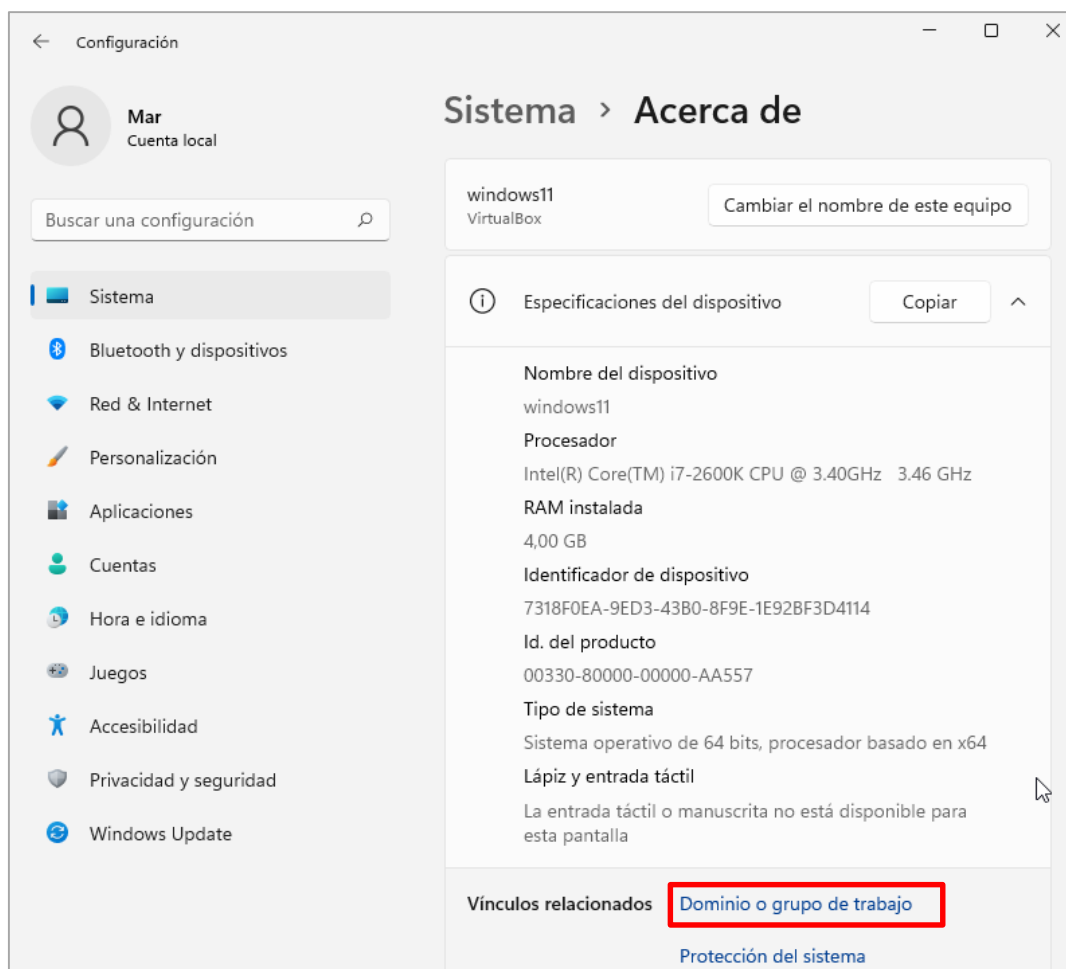 Configuración
Mar
Cuenta local
Buscar una configuración
Sistema
Bluetooth y dispositivos
Red & Internet
Personalización
Aplicaciones
Cuentas
Hora e idioma
Juegos
Accesibilidad
Privacidad y seguridad
Windows Update
Sistema > Acerca de
windows11
VirtualBox
Cambiar el nombre de este equipo
Especificaciones del dispositivo
Copiar
Nombre del dispositivo
windows11
Procesador
Intel(R) Core(TM) i7-2600K CPU @ 3.40GHz 3.46 GHz
RAM instalada
4,00 GB
Identificador de dispositivo
7318F0EA-9ED3-43B0-8F9E-1E92BF3D4114
Id. del producto
00330-80000-00000-AA557
Tipo de sistema
Sistema operativo de 64 bits, procesador basado en x64
Lápiz y entrada táctil
La entrada táctil o manuscrita no está disponible para
esta pantalla
Vínculos relacionados Dominio o grupo de trabajo
Protección del sistema